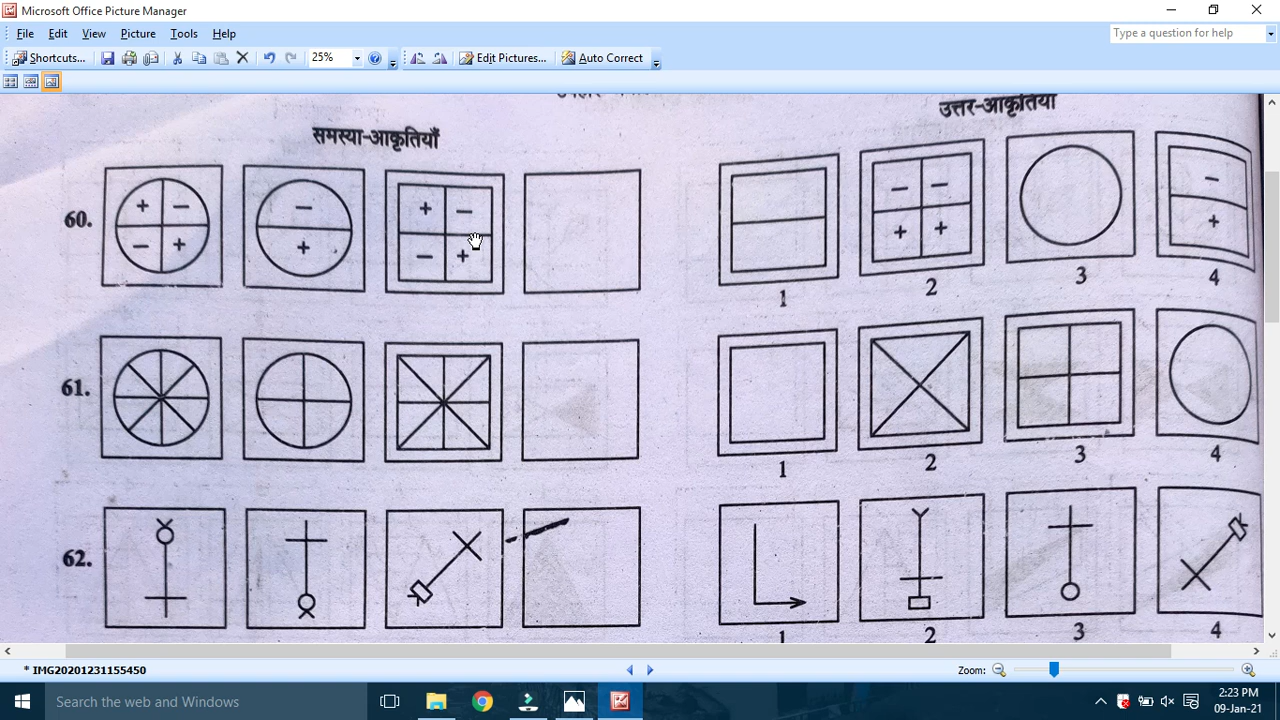 Microsoft Office Picture Manager
File Edit View Picture Tools Help
Type a question for help
Shortcuts... 25% Edit Pictures... Auto Correct
समस्या-आकृतियाँ
उत्तर-आकृतियाँ
60.
+ −
− +
−
+
+ −
− +
− −
+ +
−
+
1 2 3 4
61.
1 2 3 4
62.
1 2 3 4
* IMG20201231155450
Zoom:
Search the web and Windows
2:23 PM
09-Jan-21